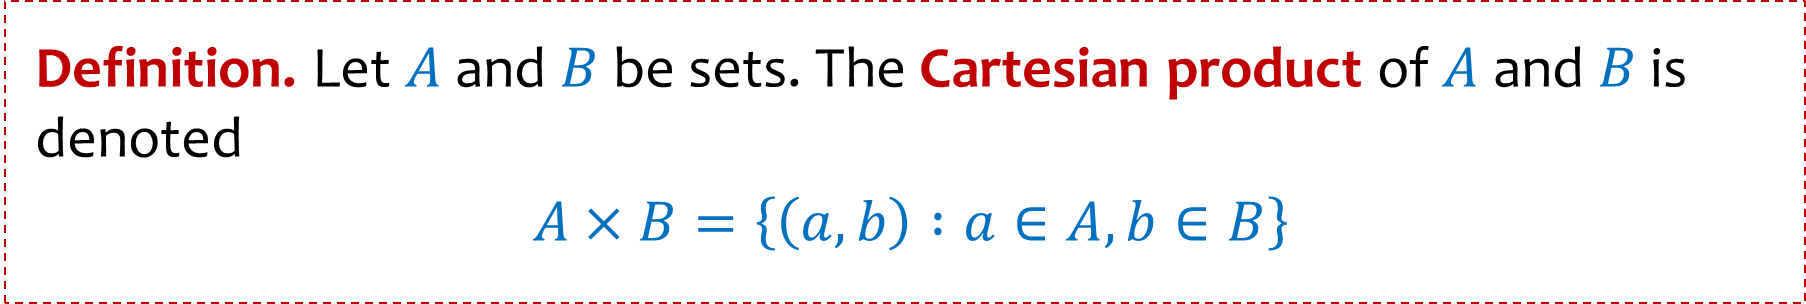 Definition. Let A and B be sets. The Cartesian product of A and B is
denoted
A × B = {(a, b) : a ∈ A, b ∈ B}